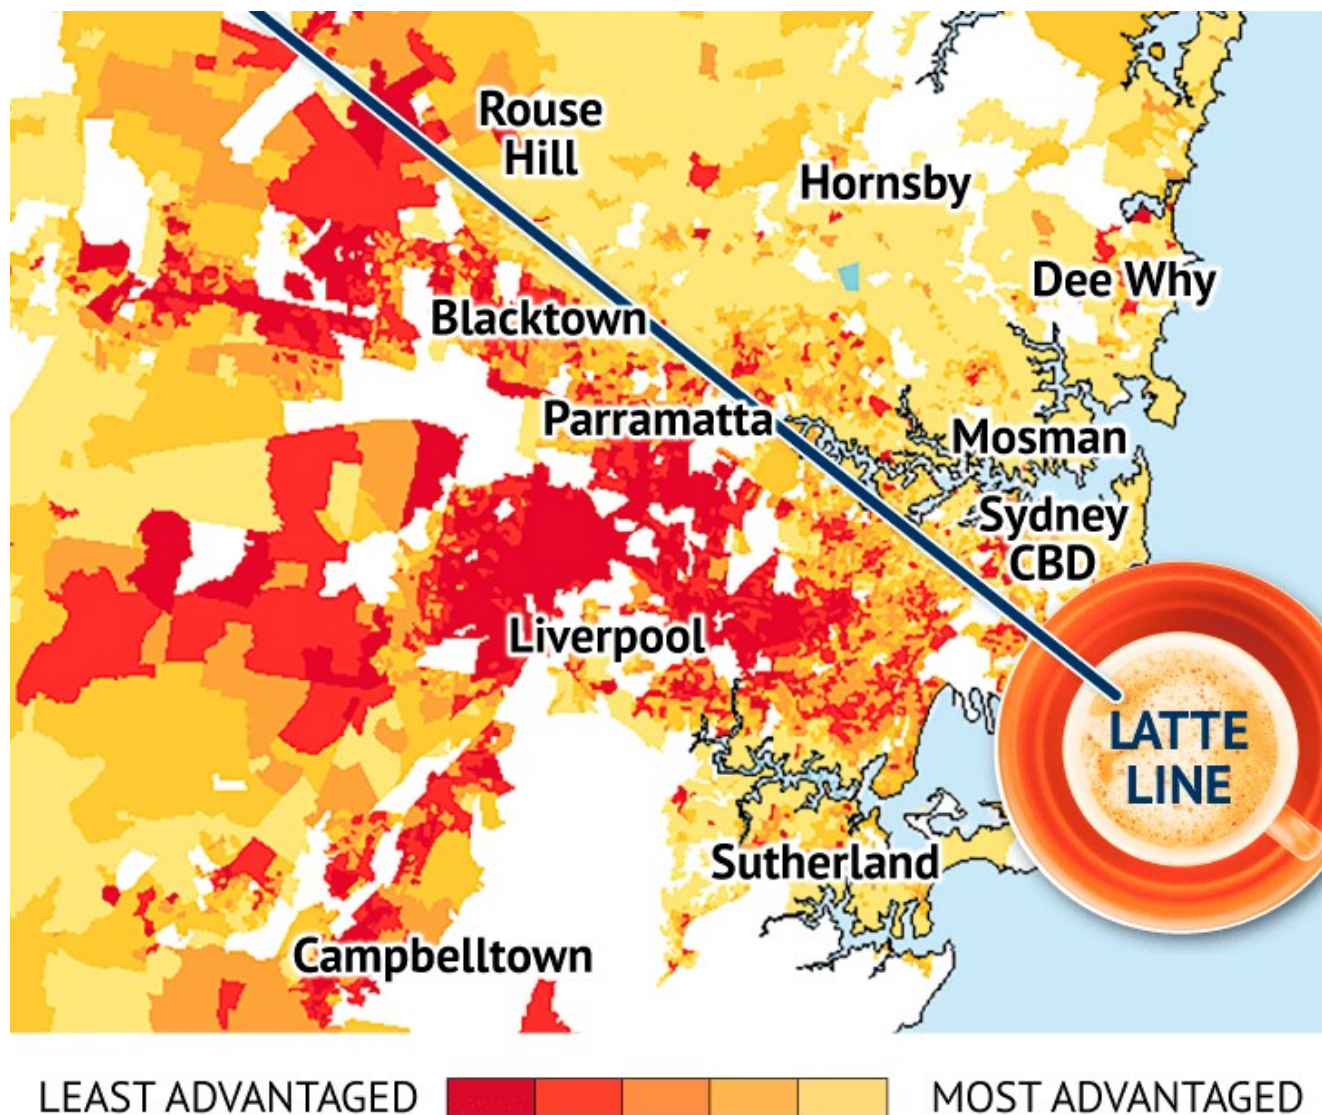 Rouse
Hill
Hornsby
Dee Why
Blacktown
Parramatta
Mosman
Sydney
CBD
Liverpool
LATTE
LINE
Sutherland
Campbelltown
LEAST ADVANTAGED
MOST ADVANTAGED